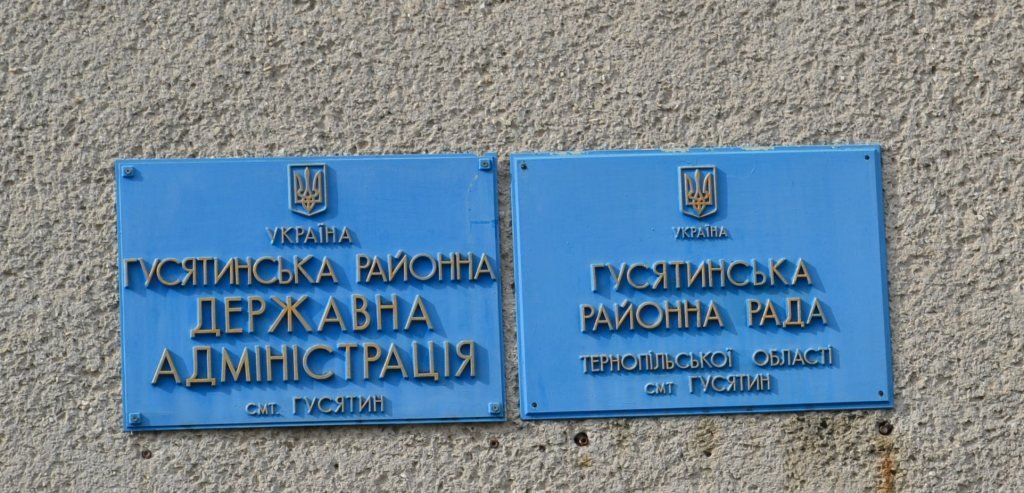 УКРАЇНА
ГУСЯТИНСЬКА РАЙОННА
ДЕРЖАВНА
АДМІНІСТРАЦІЯ
смт. ГУСЯТИН
УКРАЇНА
ГУСЯТИНСЬКА
РАЙОННА РАДА
ТЕРНОПІЛЬСЬКОЇ ОБЛАСТІ
смт ГУСЯТИН